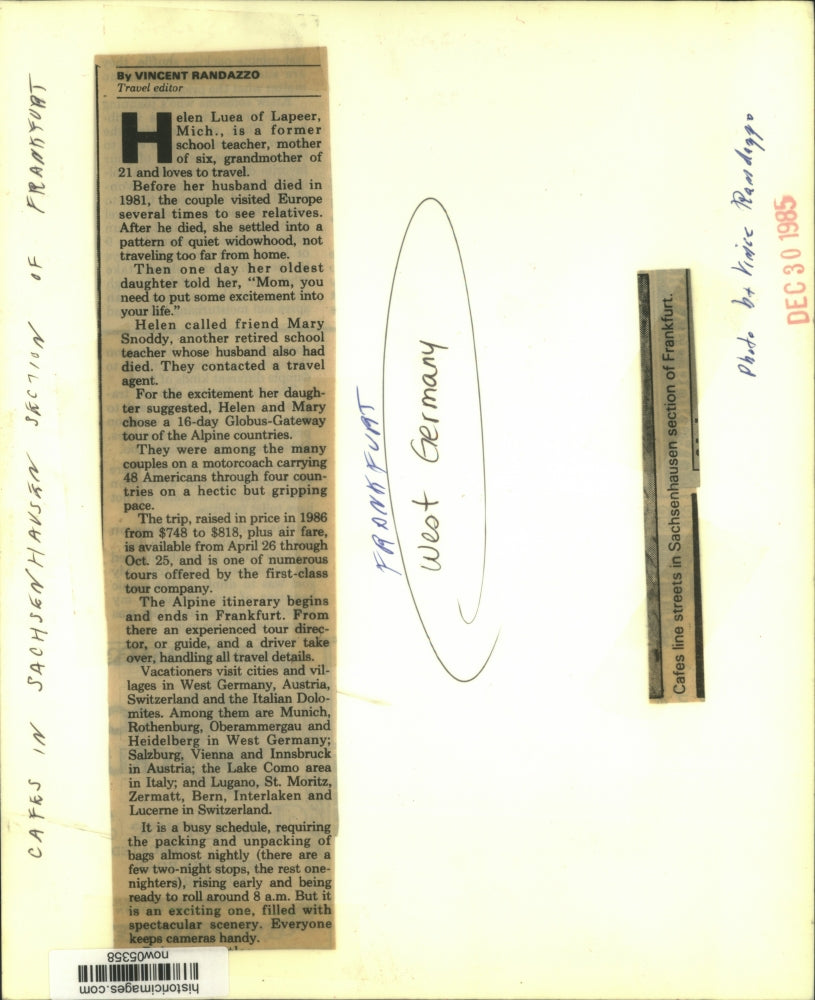 CAFES IN SACHSENHAUSEN SECTION OF FRANKFURT
By VINCENT RANDAZZO
Travel editor
Helen Luea of Lapeer,
Mich., is a former
school teacher, mother
of six, grandmother of
21 and loves to travel.
Before her husband died in
1981, the couple visited Europe
several times to see relatives.
After he died, she settled into a
pattern of quiet widowhood, not
traveling too far from home.
Then one day her oldest
daughter told her, “Mom, you
need to put some excitement into
your life.”
Helen called friend Mary
Snoddy, another retired school
teacher whose husband also had
died. They contacted a travel
agent.
For the excitement her daugh-
ter suggested, Helen and Mary
chose a 16-day Globus-Gateway
tour of the Alpine countries.
They were among the many
couples on a motorcoach carrying
48 Americans through four coun-
tries on a hectic but gripping
pace.
The trip, raised in price in 1986
from $748 to $818, plus air fare,
is available from April 26 through
Oct. 25, and is one of numerous
tours offered by the first-class
tour company.
The Alpine itinerary begins
and ends in Frankfurt. From
there an experienced tour direc-
tor, or guide, and a driver take
over, handling all travel details.
Vacationers visit cities and vil-
lages in West Germany, Austria,
Switzerland and the Italian Dolo-
mites. Among them are Munich,
Rothenburg, Oberammergau and
Heidelberg in West Germany;
Salzburg, Vienna and Innsbruck
in Austria; the Lake Como area
in Italy; and Lugano, St. Moritz,
Zermatt, Bern, Interlaken and
Lucerne in Switzerland.
It is a busy schedule, requiring
the packing and unpacking of
bags almost nightly (there are a
few two-night stops, the rest one-
nighters), rising early and being
ready to roll around 8 a.m. But it
is an exciting one, filled with
spectacular scenery. Everyone
keeps cameras handy.
FRANKFURT
West Germany
Cafes line streets in Sachsenhausen section of Frankfurt.
Photo by Vince Randazzo
DEC 30 1985
historicimages.com
now05358